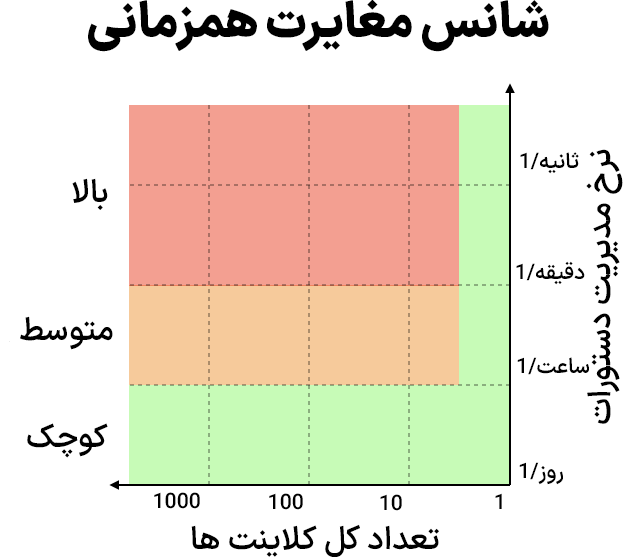 شانس مغایرت همزمانی
نرخ مدیریت دستورات
1/ثانیه
1/دقیقه
1/ساعت
1/روز
بالا
متوسط
کوچک
1
10
100
1000
تعداد کل کلاینت ها